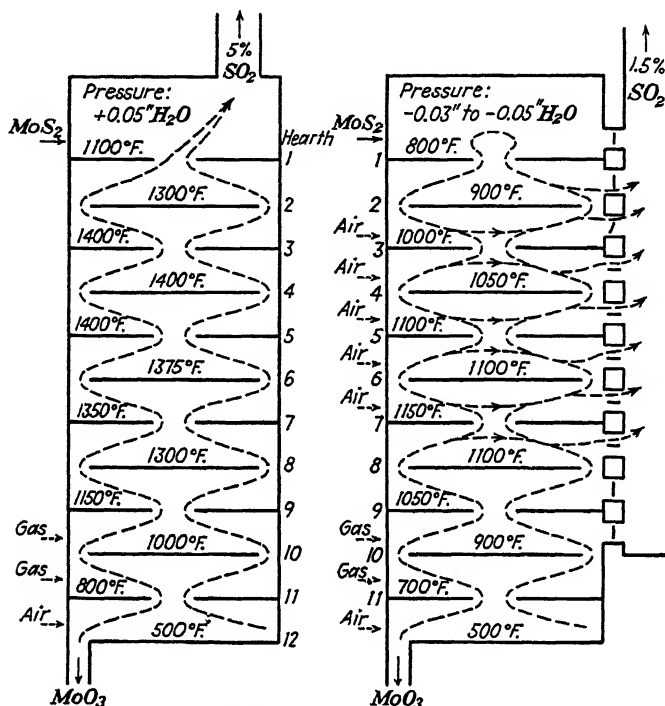 5%
SO₂
Pressure:
+0.05"H₂O
MoS₂
Hearth
1100°F.
1
1300°F.
2
1400°F.
3
1400°F.
4
1400°F.
5
1375°F.
6
1350°F.
7
1300°F.
8
1150°F.
9
Gas
1000°F.
10
Gas
800°F.
11
Air
500°F.
12
MoO₃
1.5%
SO₂
Pressure:
-0.03" to -0.05"H₂O
MoS₂
800°F.
1
900°F.
2
Air
1000°F.
3
Air
1050°F.
4
Air
1100°F.
5
Air
1100°F.
6
Air
1150°F.
7
1100°F.
8
1050°F.
9
Gas
900°F.
10
Gas
700°F.
11
Air
500°F.
MoO₃